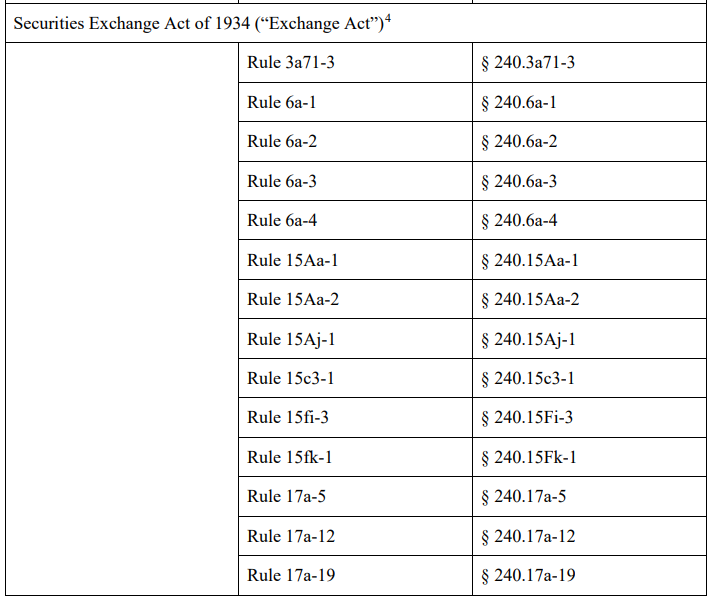 Securities Exchange Act of 1934 (“Exchange Act”)4
Rule 3a71-3 § 240.3a71-3
Rule 6a-1 § 240.6a-1
Rule 6a-2 § 240.6a-2
Rule 6a-3 § 240.6a-3
Rule 6a-4 § 240.6a-4
Rule 15Aa-1 § 240.15Aa-1
Rule 15Aa-2 § 240.15Aa-2
Rule 15Aj-1 § 240.15Aj-1
Rule 15c3-1 § 240.15c3-1
Rule 15fi-3 § 240.15Fi-3
Rule 15fk-1 § 240.15Fk-1
Rule 17a-5 § 240.17a-5
Rule 17a-12 § 240.17a-12
Rule 17a-19 § 240.17a-19